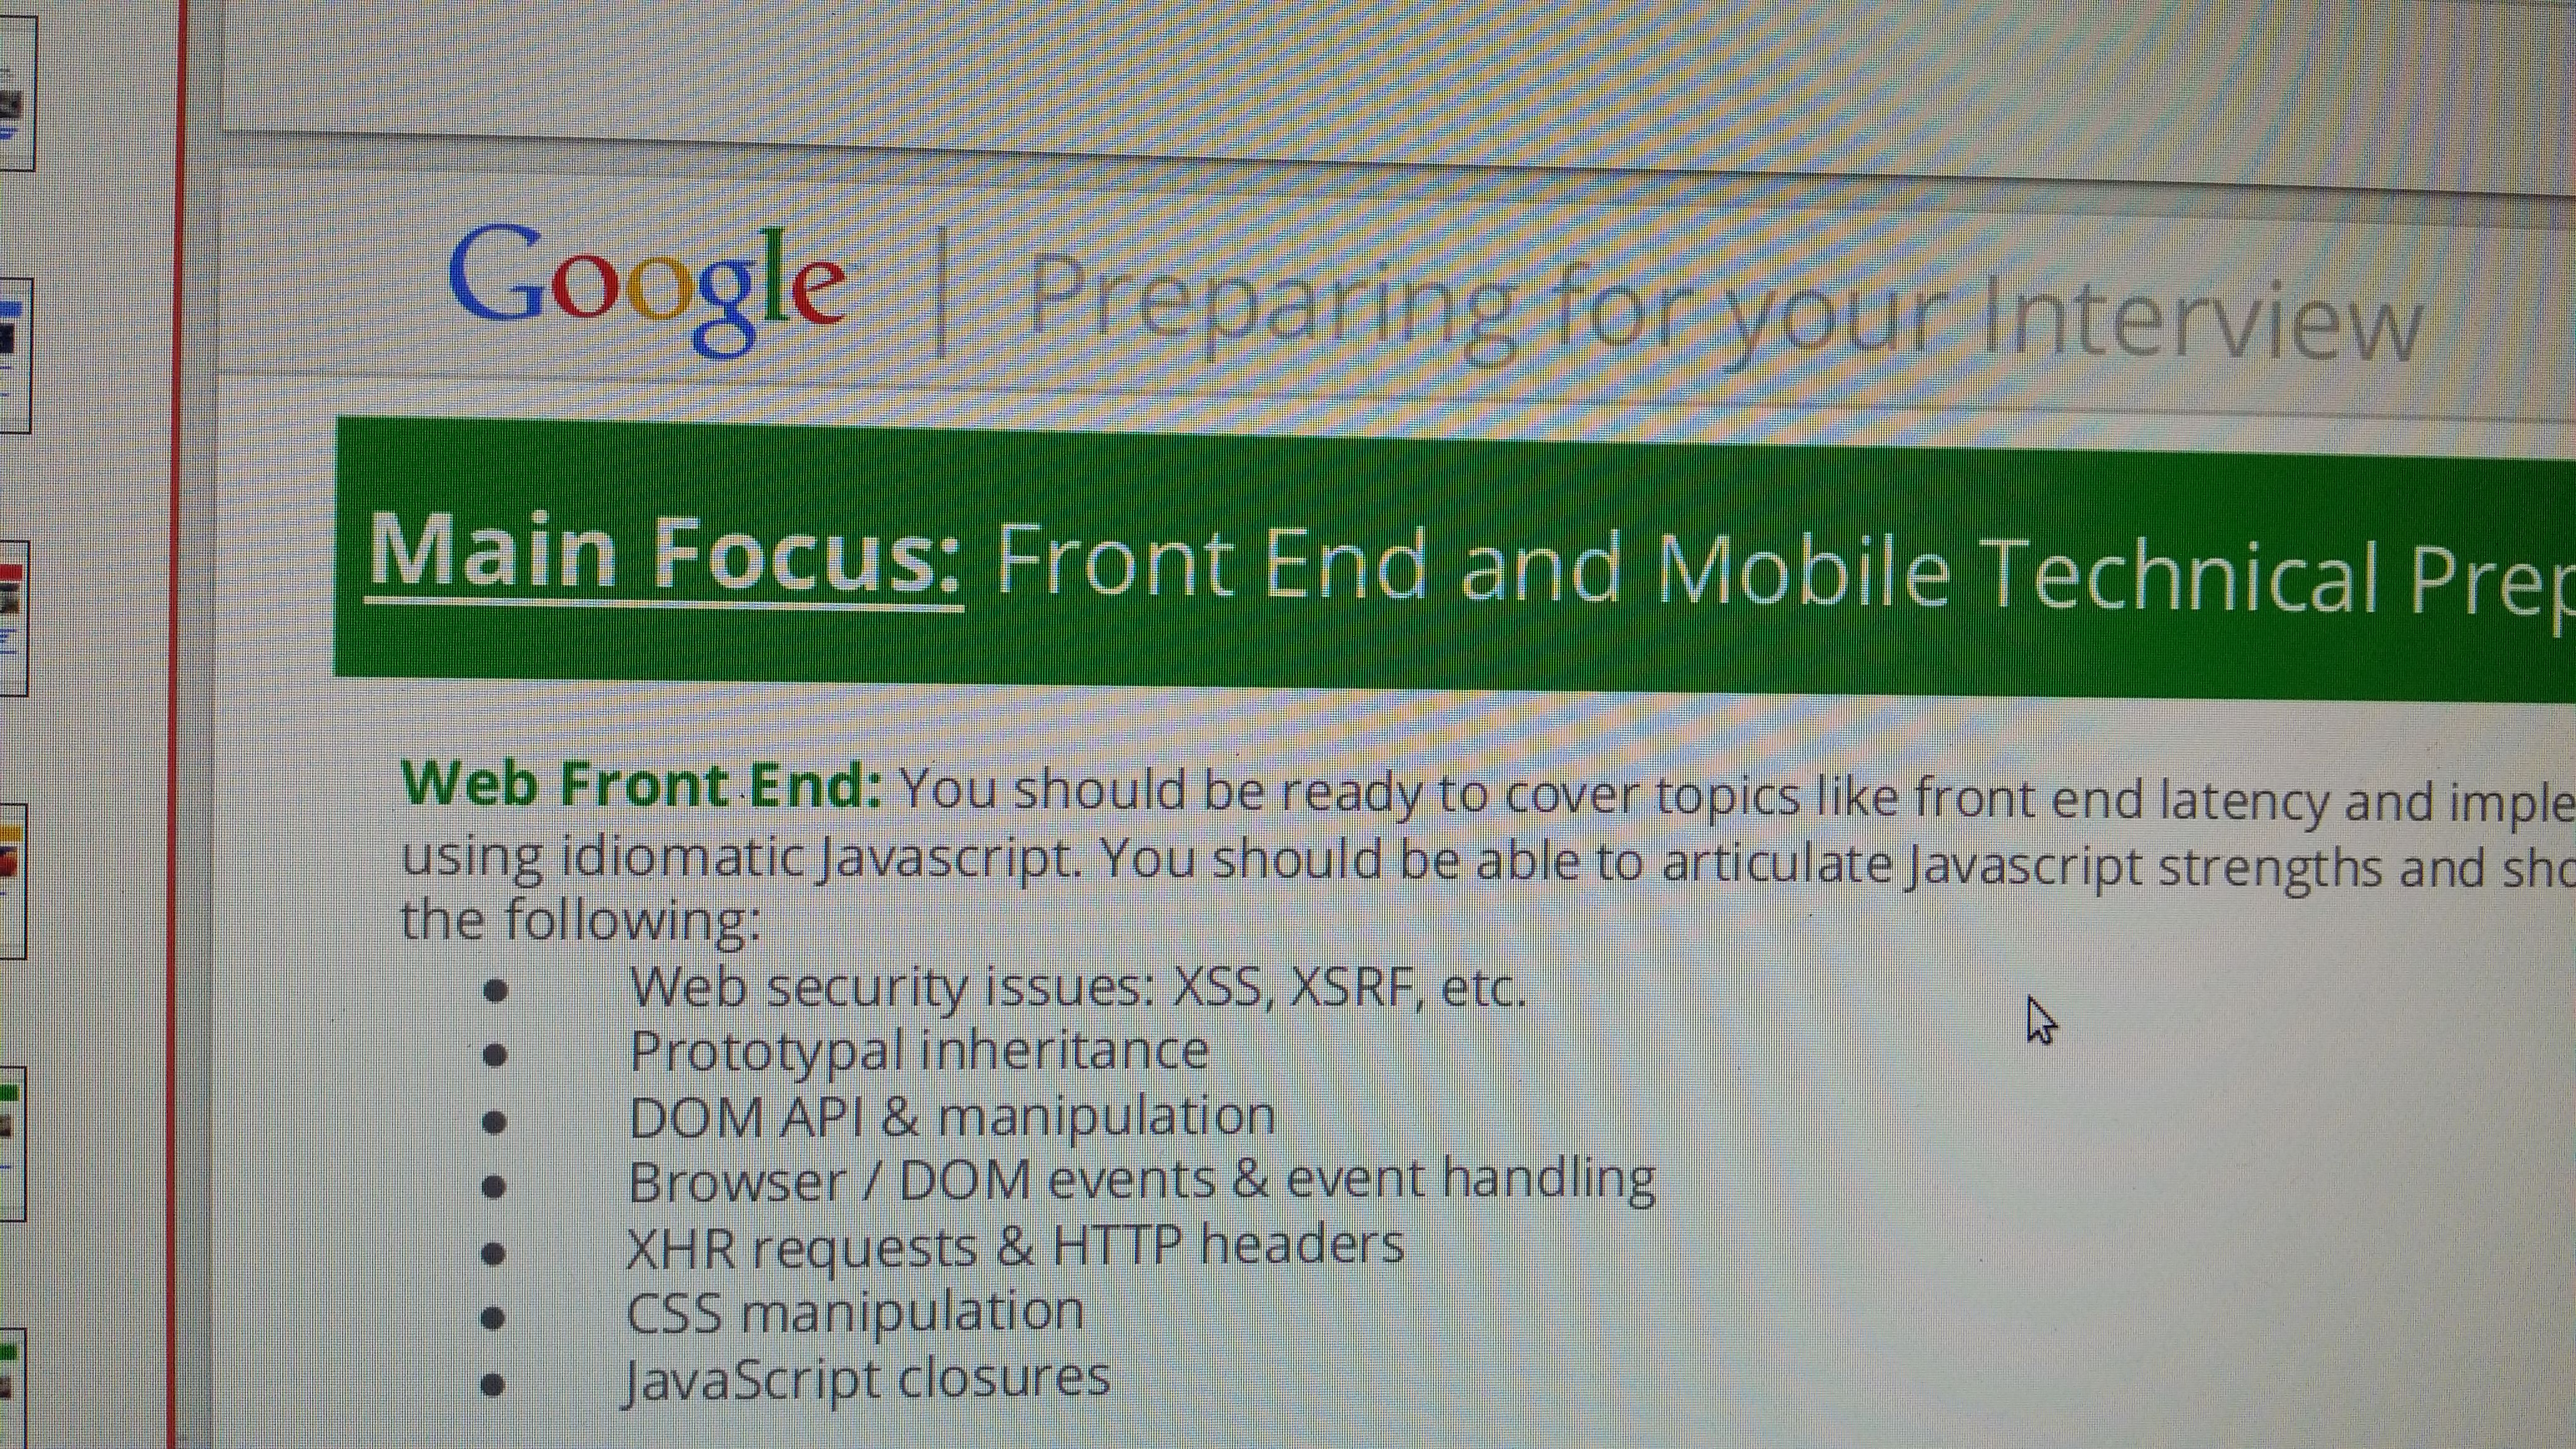 Google | Preparing for your Interview
Main Focus: Front End and Mobile Technical Prep
Web Front End: You should be ready to cover topics like front end latency and imple
using idiomatic Javascript. You should be able to articulate Javascript strengths and sho
the following:
● Web security issues: XSS, XSRF, etc.
● Prototypal inheritance
● DOM API & manipulation
● Browser / DOM events & event handling
● XHR requests & HTTP headers
● CSS manipulation
● JavaScript closures